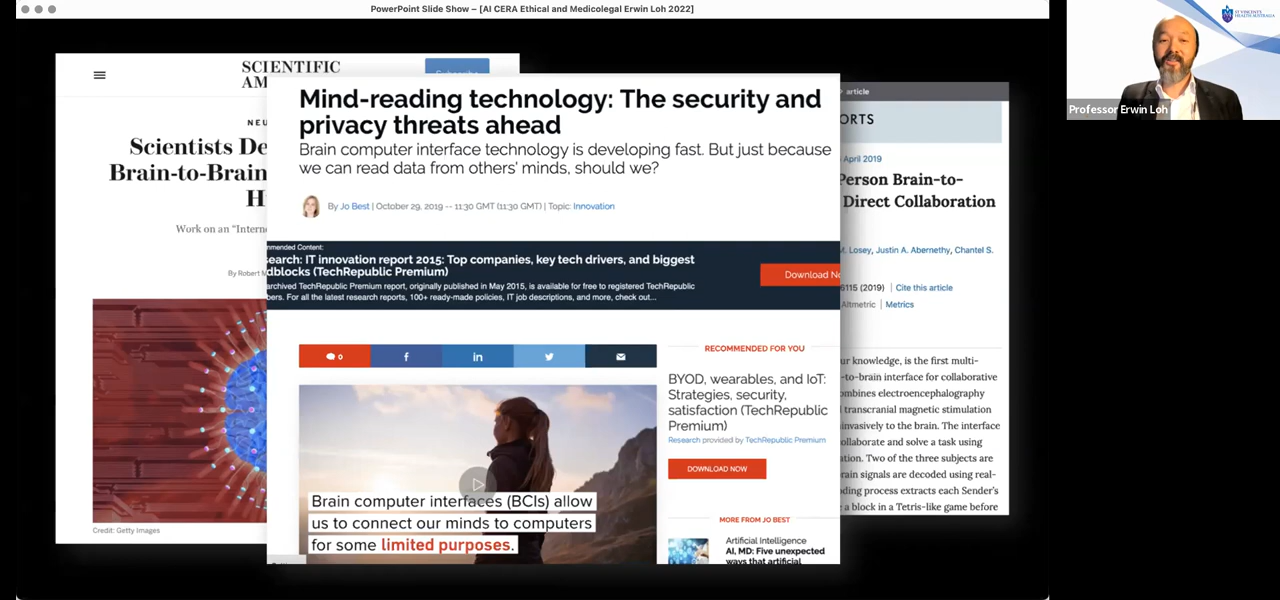 PowerPoint Slide Show – [AI CERA Ethical and Medicolegal Erwin Loh 2022]
ST VINCENT'S
HEALTH AUSTRALIA
Professor Erwin Loh
SCIENTIFIC
AM
Subscribe
NEU
Scientists De
Brain-to-Brain
H
Work on an “Intern
By Robert M
Credit: Getty Images
Mind-reading technology: The security and
privacy threats ahead
Brain computer interface technology is developing fast. But just because
we can read data from others' minds, should we?
By Jo Best | October 29, 2019 -- 11:30 GMT (11:30 GMT) | Topic: Innovation
mmended Content:
search: IT innovation report 2015: Top companies, key tech drivers, and biggest
dblocks (TechRepublic Premium)
archived TechRepublic Premium report, originally published in May 2015, is available for free to registered TechRepublic
bers. For all the latest research reports, 100+ ready-made policies, IT job descriptions, and more, check out...
Download No
0
f
in
RECOMMENDED FOR YOU
BYOD, wearables, and IoT:
Strategies, security,
satisfaction (TechRepublic
Premium)
Research provided by TechRepublic Premium
DOWNLOAD NOW
MORE FROM JO BEST
Artificial Intelligence
AI, MD: Five unexpected
ways that artificial
Brain computer interfaces (BCIs) allow
us to connect our minds to computers
for some limited purposes.
article
ORTS
April 2019
Person Brain-to-
Direct Collaboration
M. Losey, Justin A. Abernethy, Chantel S.
6115 (2019) | Cite this article
Altmetric | Metrics
ur knowledge, is the first multi-
-to-brain interface for collaborative
ombines electroencephalography
transcranial magnetic stimulation
invasively to the brain. The interface
ollaborate and solve a task using
ation. Two of the three subjects are
rain signals are decoded using real-
ding process extracts each Sender's
e a block in a Tetris-like game before